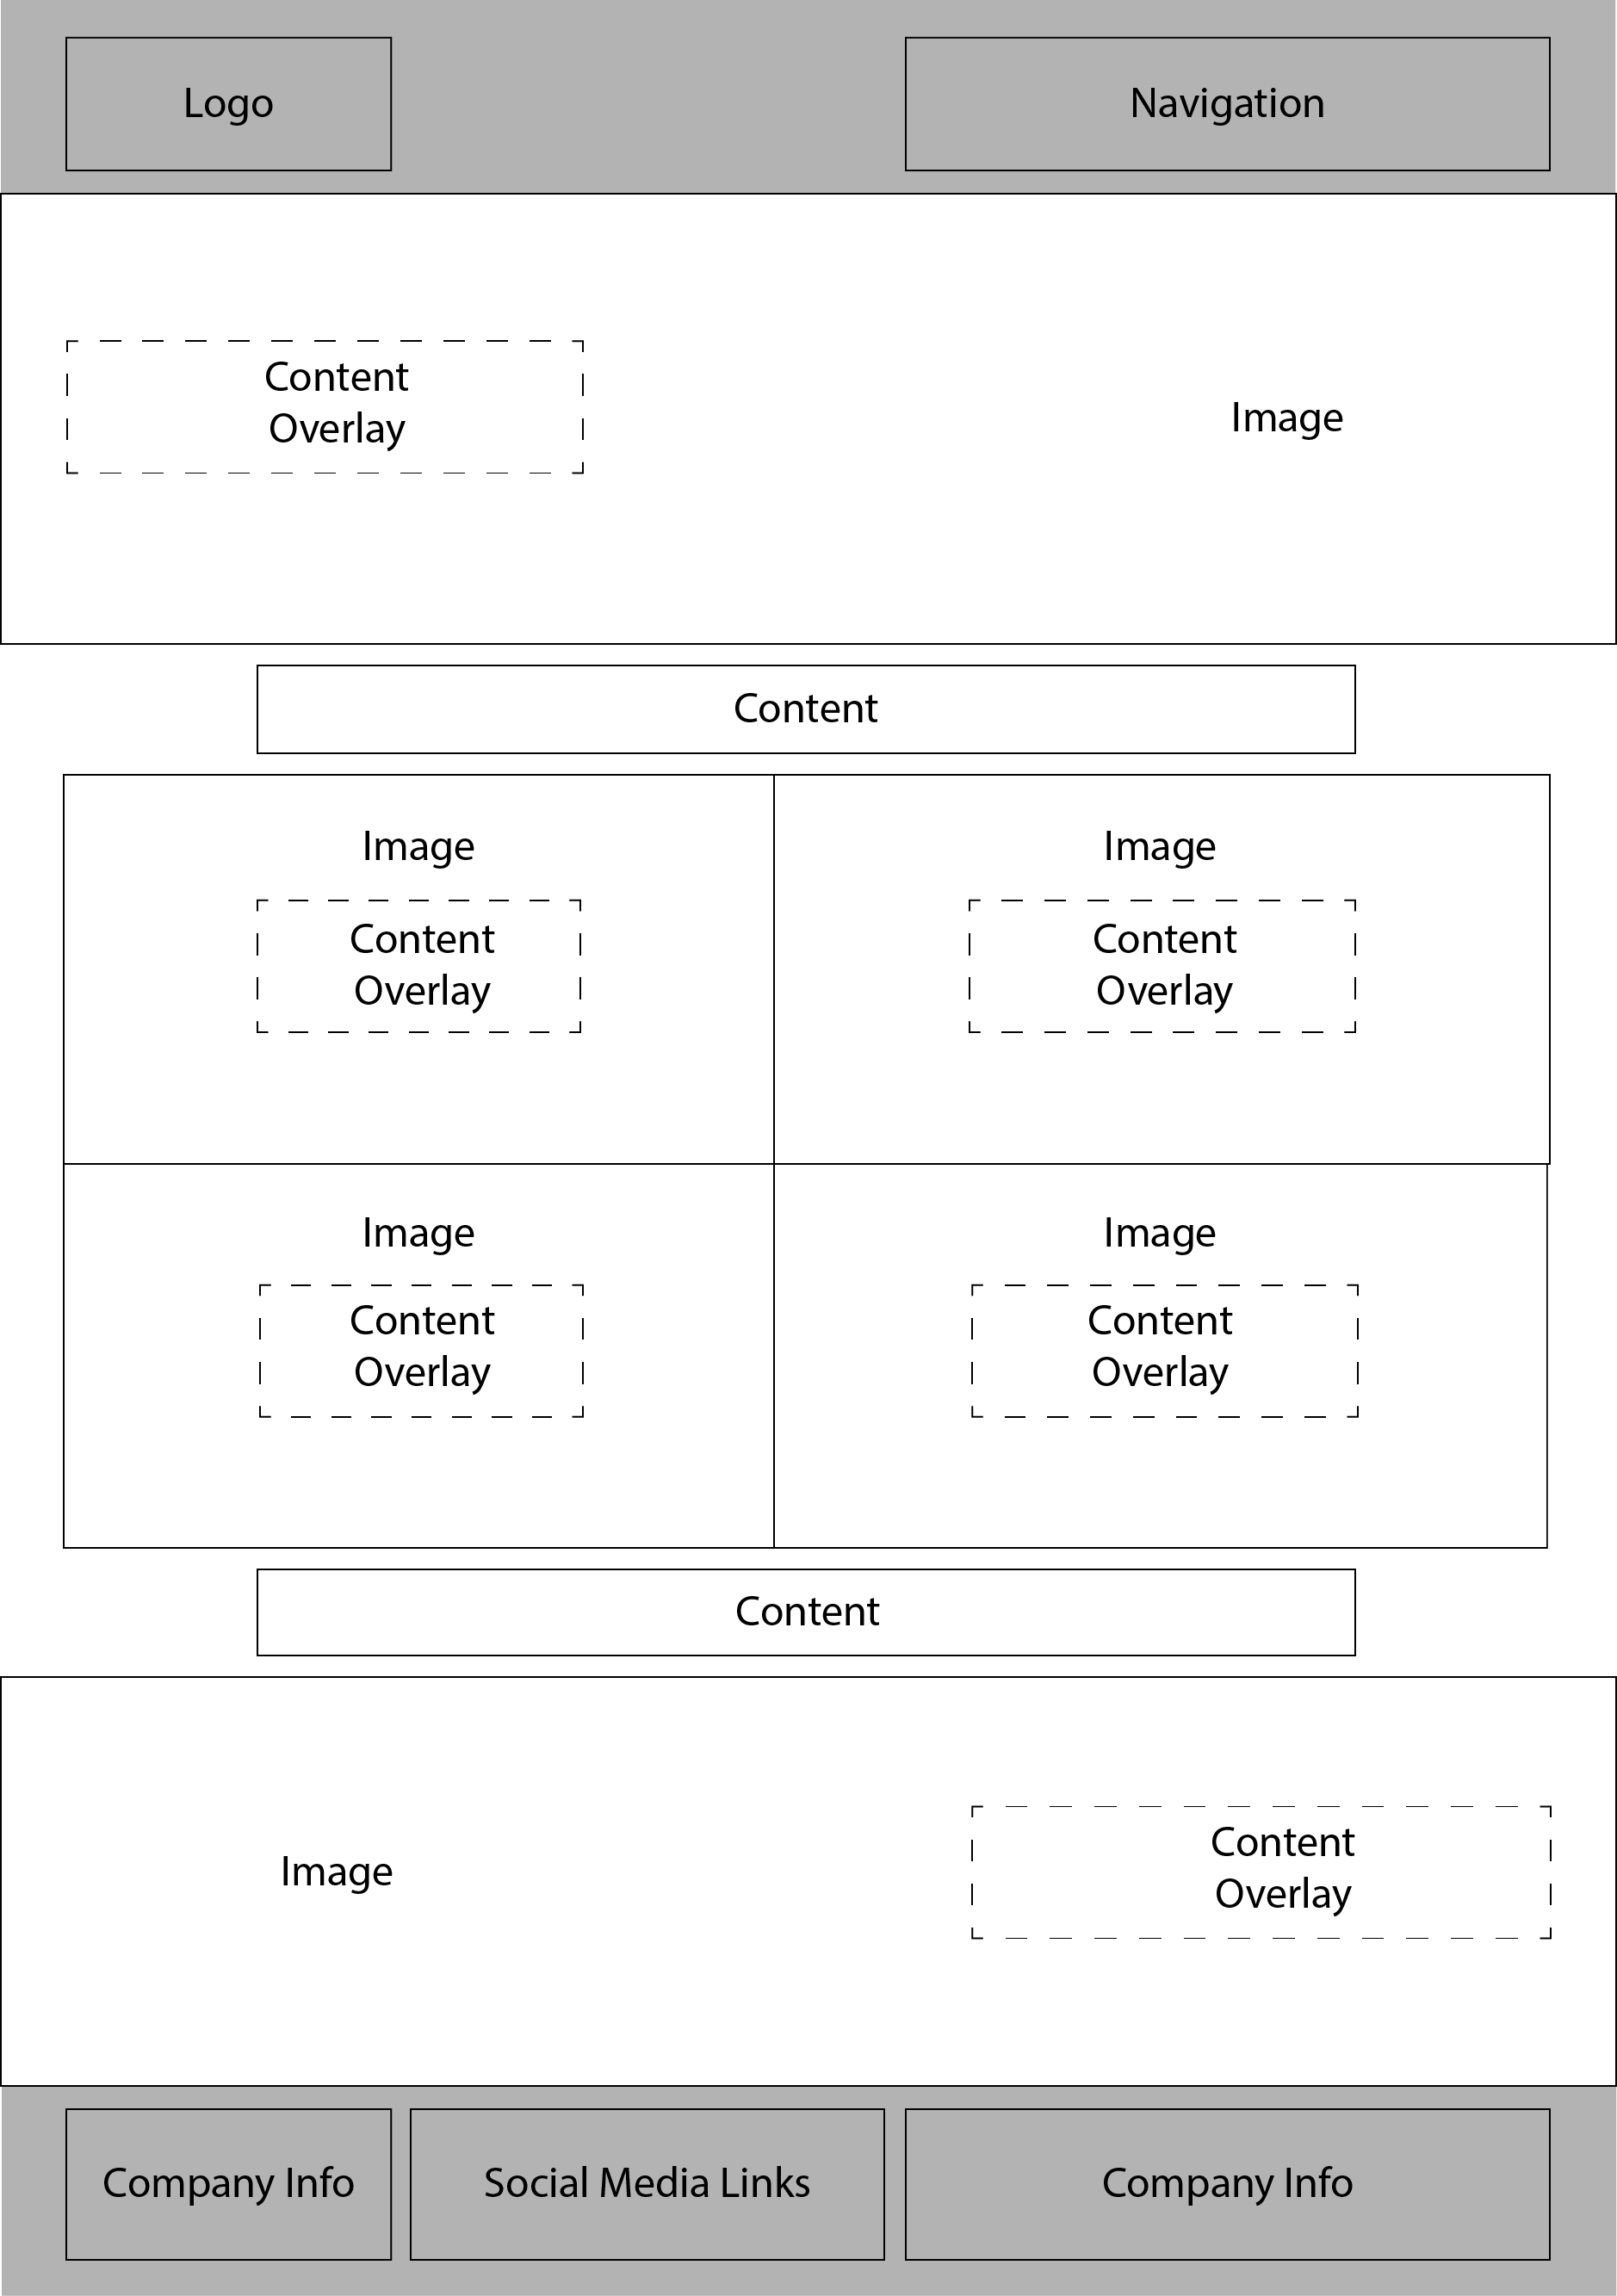 Logo
Navigation
Content
Overlay
Image
Content
Image
Content
Overlay
Image
Content
Overlay
Image
Content
Overlay
Image
Content
Overlay
Content
Image
Content
Overlay
Company Info
Social Media Links
Company Info